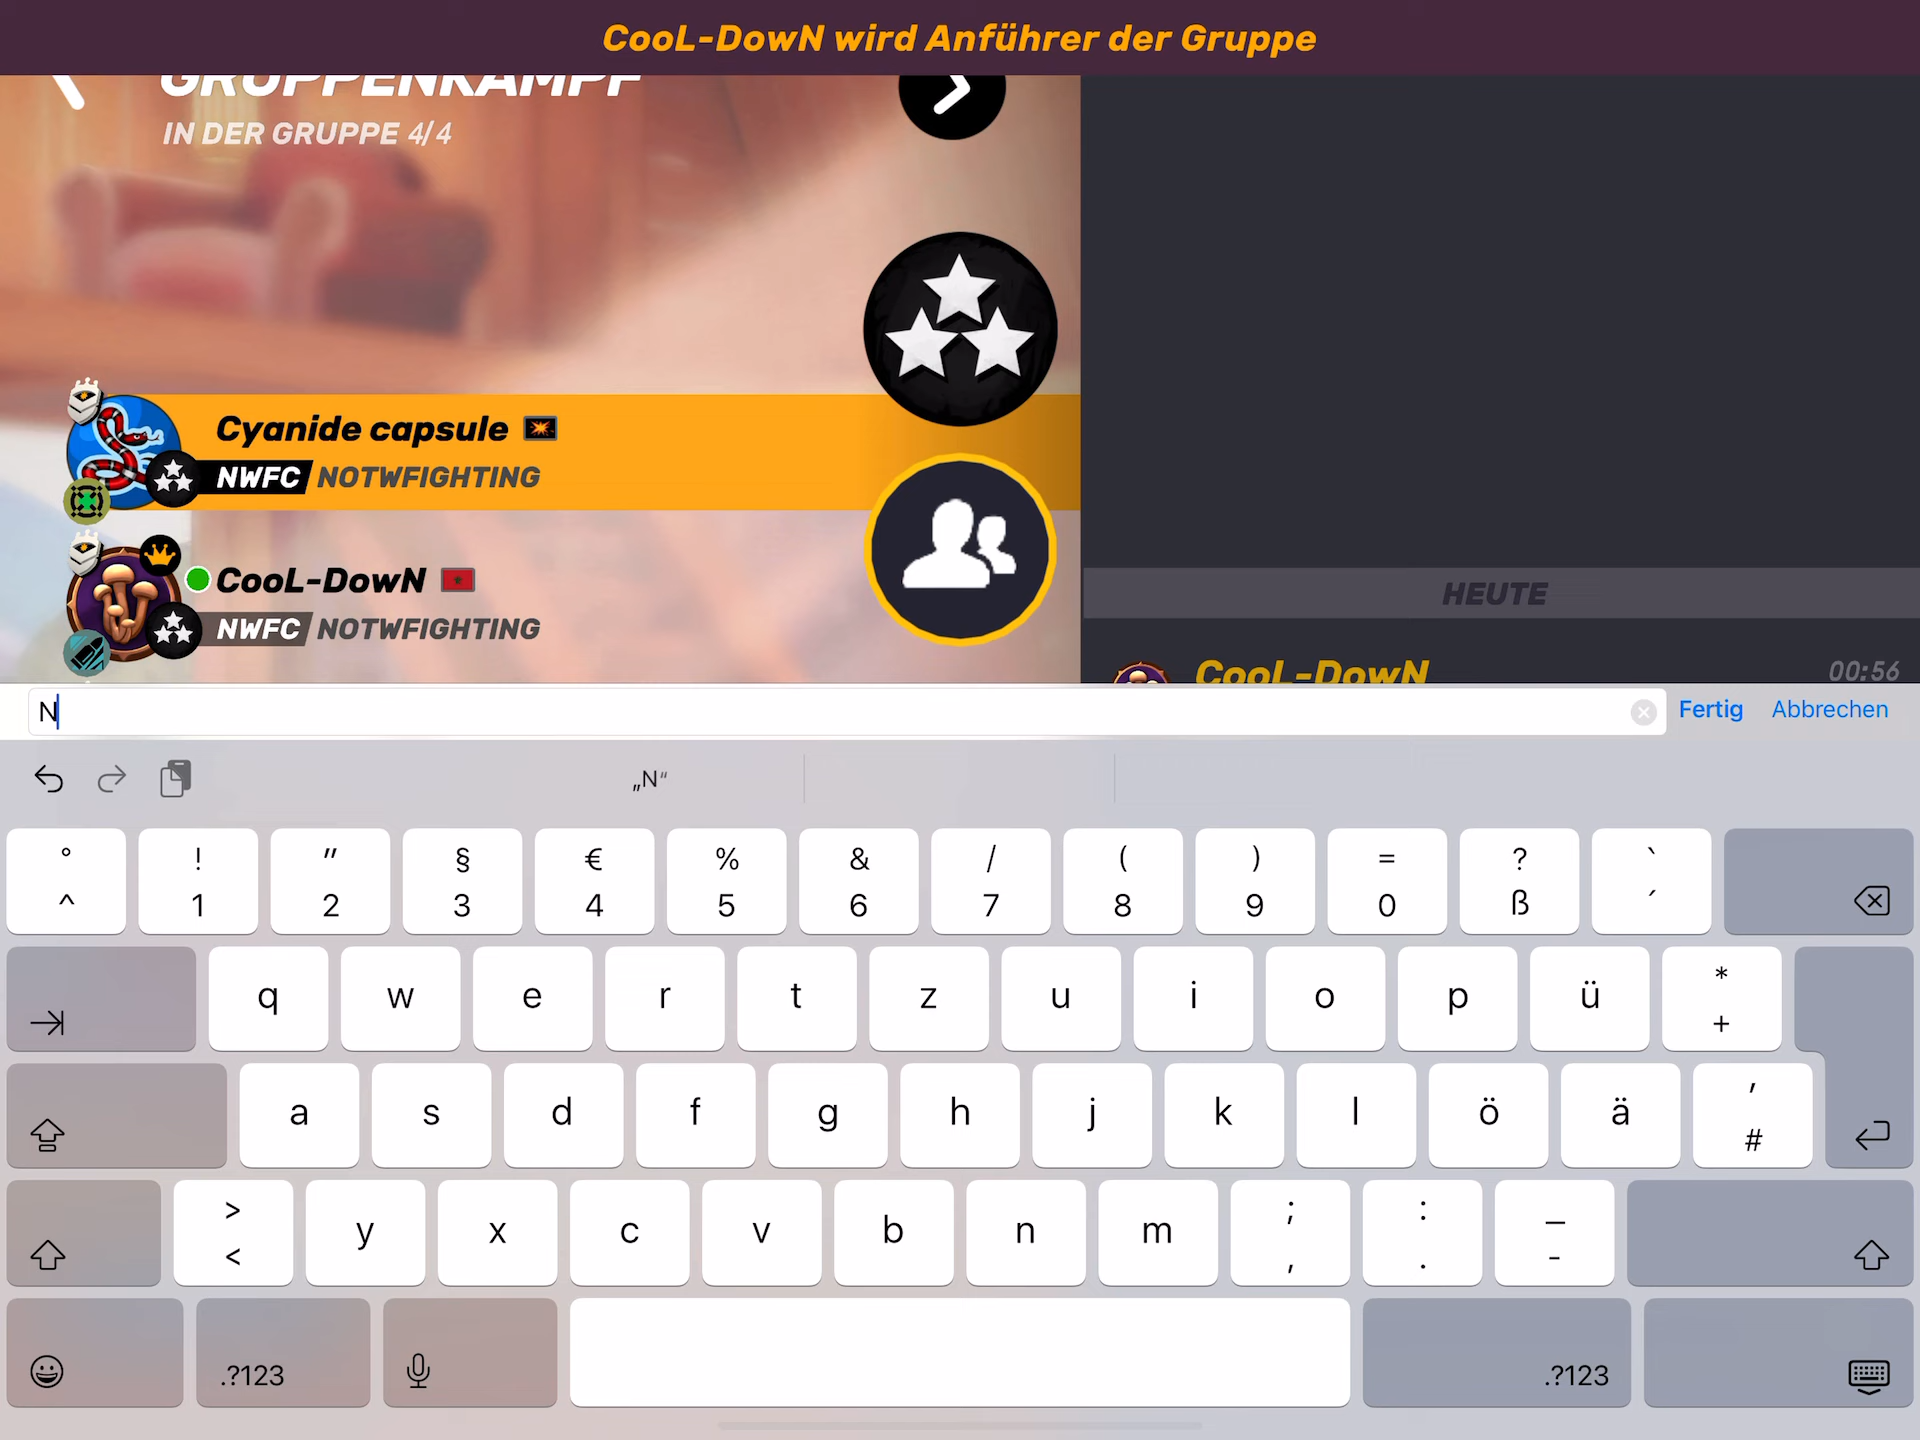 CooL-DowN wird Anführer der Gruppe
GRUPPENKAMPF
IN DER GRUPPE 4/4
Cyanide capsule
NWFC NOTWFIGHTING
CooL-DowN
NWFC NOTWFIGHTING
HEUTE
CooL-DowN 00:56
N Fertig Abbrechen
„N“
° ! " § € % & / ( ) = ? `
^ 1 2 3 4 5 6 7 8 9 0 ß ´
q w e r t z u i o p ü * +
a s d f g h j k l ö ä ' #
> < y x c v b n m ; , : . _ -
.?123 .?123